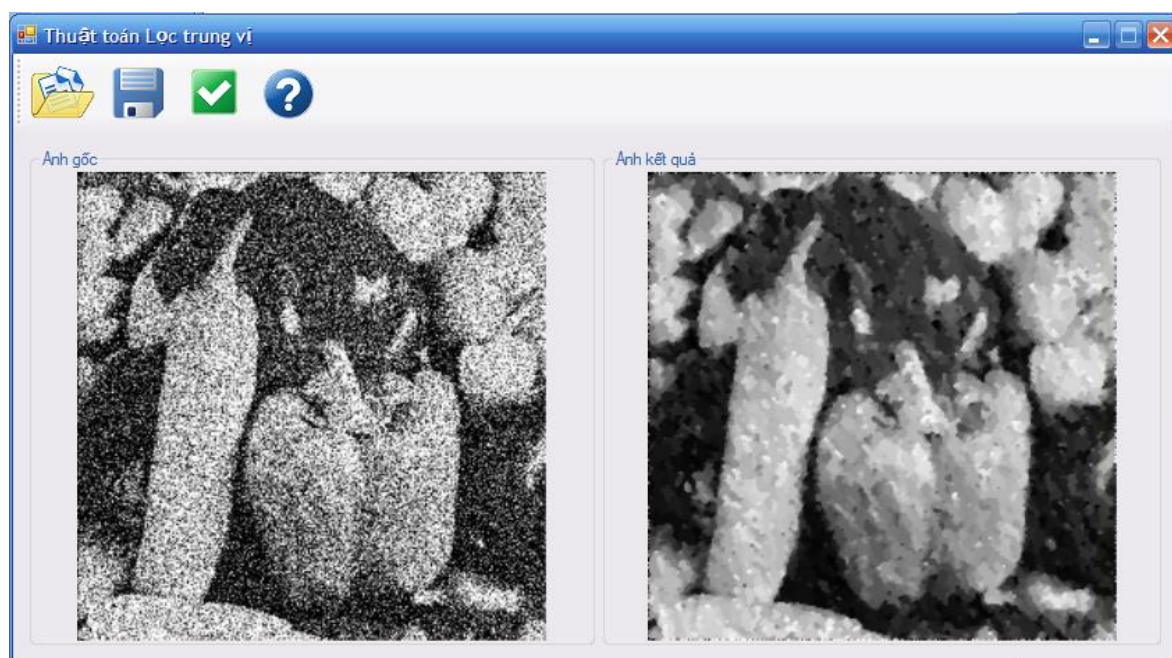 Thuật toán Lọc trung vị
Ảnh gốc
Ảnh kết quả